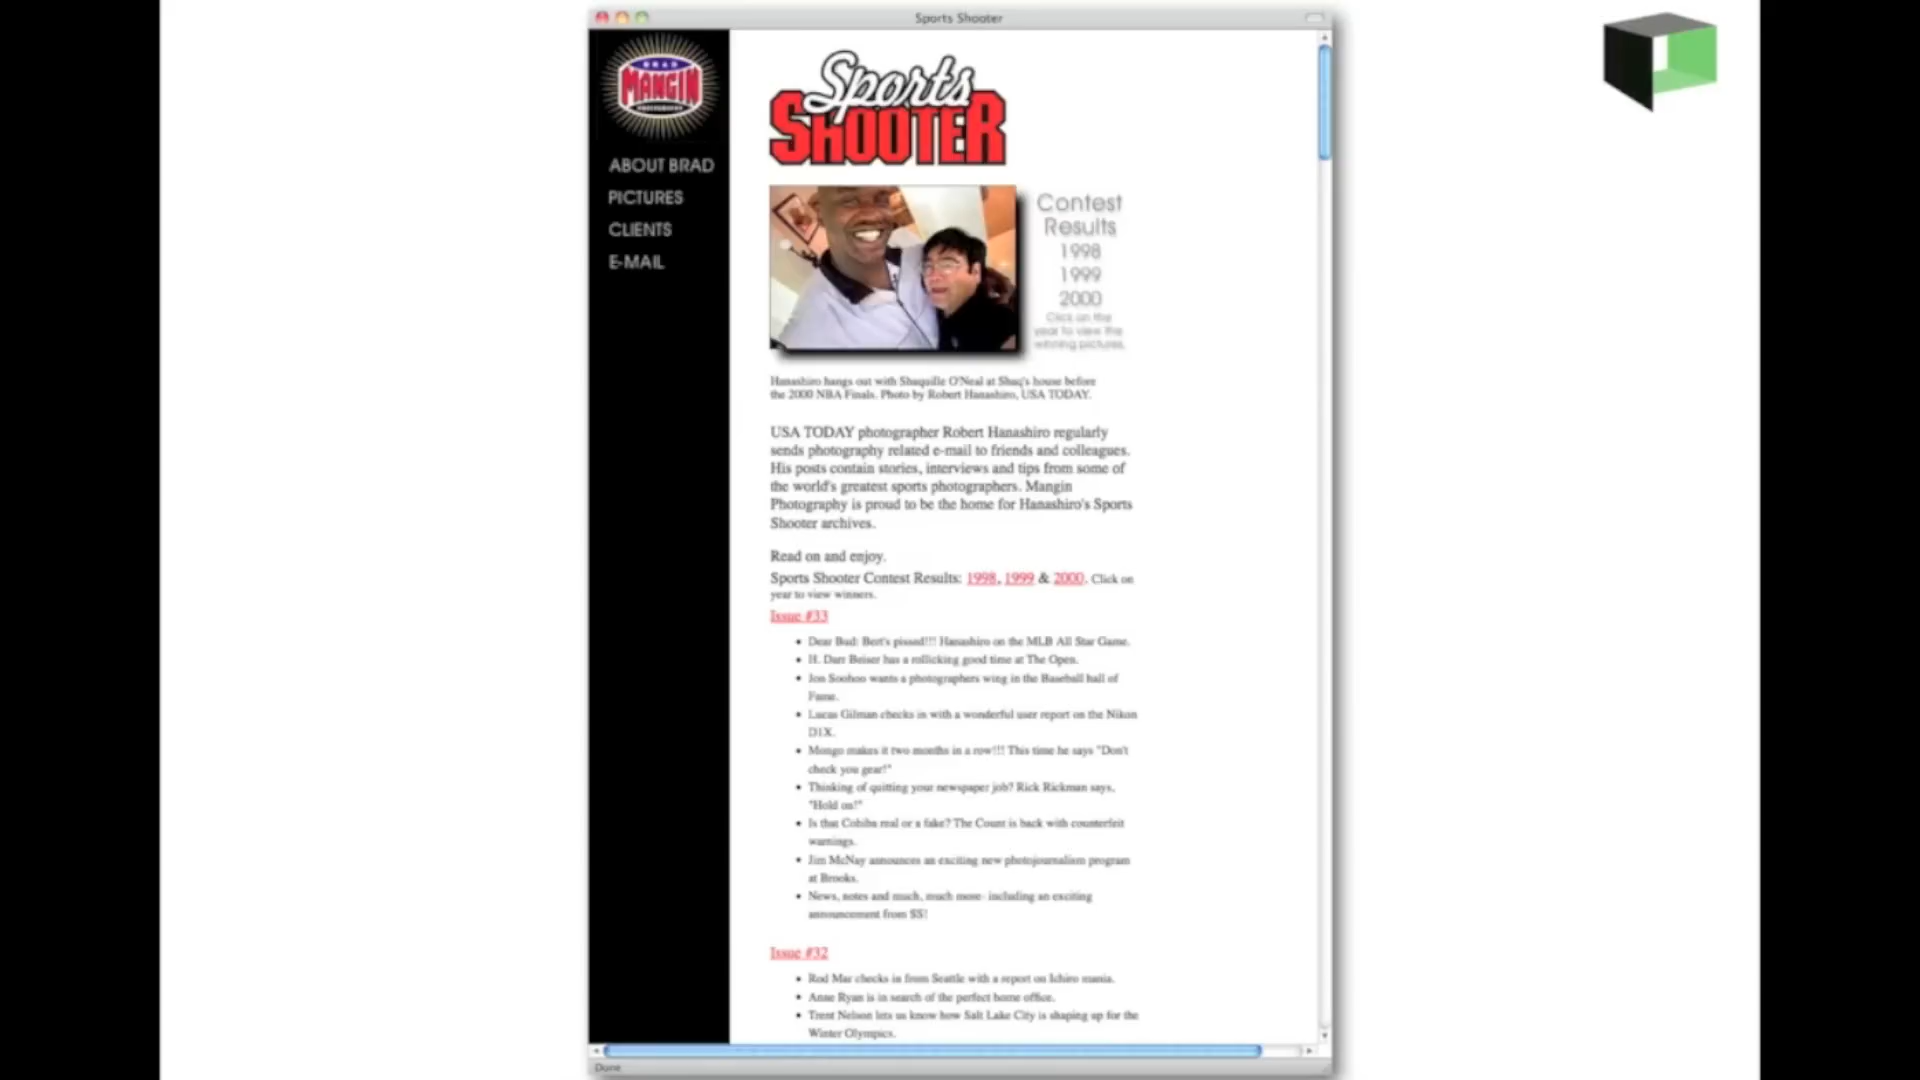 Sports Shooter
BRAD
MANGIN
ABOUT BRAD
PICTURES
CLIENTS
E-MAIL
Sports
SHOOTER
Contest
Results
1998
1999
2000
Click on the
year to view the
winning pictures.
Hanashiro hangs out with Shaquille O'Neal at Shaq's house before
the 2000 NBA Finals. Photo by Robert Hanashiro, USA TODAY.
USA TODAY photographer Robert Hanashiro regularly
sends photography related e-mail to friends and colleagues.
His posts contain stories, interviews and tips from some of
the world's greatest sports photographers. Mangin
Photography is proud to be the home for Hanashiro's Sports
Shooter archives.
Read on and enjoy.
Sports Shooter Contest Results: 1998, 1999 & 2000. Click on
year to view winners.
Issue #33
• Dear Bud: Bert's pissed!!! Hanashiro on the MLB All Star Game.
• H. Darr Beiser has a rollicking good time at The Open.
• Jon Soohoo wants a photographers wing in the Baseball hall of
Fame.
• Lucas Gilman checks in with a wonderful user report on the Nikon
D1X.
• Mongo makes it two months in a row!!! This time he says "Don't
check you gear!"
• Thinking of quitting your newspaper job? Rick Rickman says,
"Hold on!"
• Is that Cohiba real or a fake? The Count is back with counterfeit
warnings.
• Jim McNay announces an exciting new photojournalism program
at Brooks.
• News, notes and much, much more- including an exciting
announcement from SS!
Issue #32
• Rod Mar checks in from Seattle with a report on Ichiro mania.
• Anne Ryan is in search of the perfect home office.
• Trent Nelson lets us know how Salt Lake City is shaping up for the
Winter Olympics.
Done